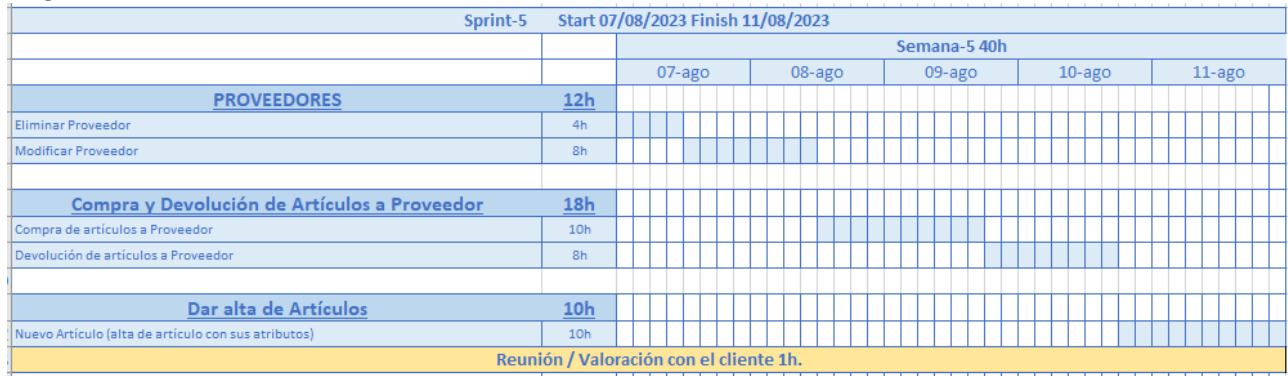 Sprint-5 Start 07/08/2023 Finish 11/08/2023
Semana-5 40h
07-ago 08-ago 09-ago 10-ago 11-ago
PROVEEDORES 12h
Eliminar Proveedor 4h
Modificar Proveedor 8h
Compra y Devolución de Artículos a Proveedor 18h
Compra de artículos a Proveedor 10h
Devolución de artículos a Proveedor 8h
Dar alta de Artículos 10h
Nuevo Artículo (alta de artículo con sus atributos) 10h
Reunión / Valoración con el cliente 1h.